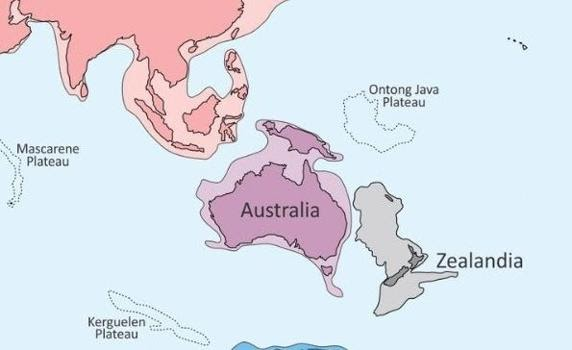 Ontong Java
Plateau
Mascarene
Plateau
Australia
Zealandia
Kerguelen
Plateau